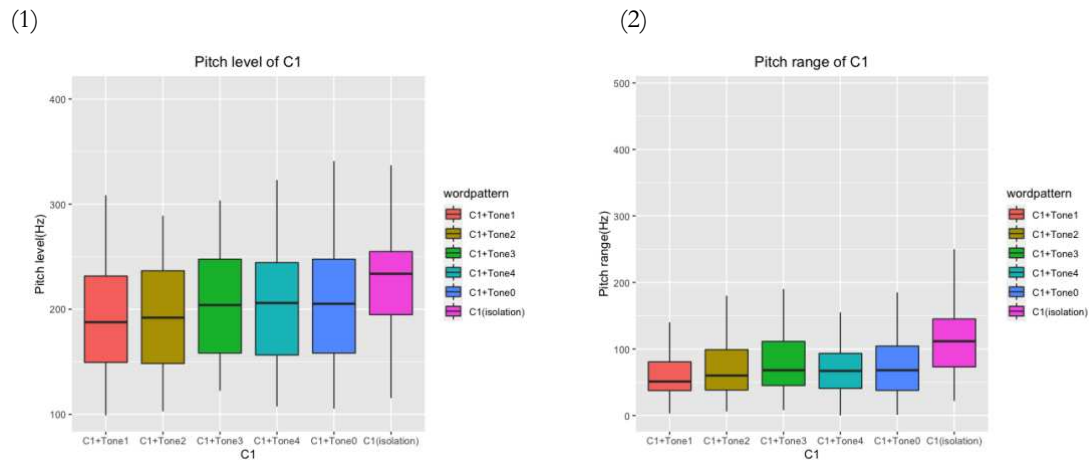 (1)
(2)
Pitch level of C1
400
300
200
100
Pitch level(Hz)
C1+Tone1 C1+Tone2 C1+Tone3 C1+Tone4 C1+Tone0 C1(isolation)
C1
wordpattern
C1+Tone1
C1+Tone2
C1+Tone3
C1+Tone4
C1+Tone0
C1(isolation)
Pitch range of C1
500
400
300
200
100
0
Pitch range(Hz)
C1+Tone1 C1+Tone2 C1+Tone3 C1+Tone4 C1+Tone0 C1(isolation)
C1
wordpattern
C1+Tone1
C1+Tone2
C1+Tone3
C1+Tone4
C1+Tone0
C1(isolation)